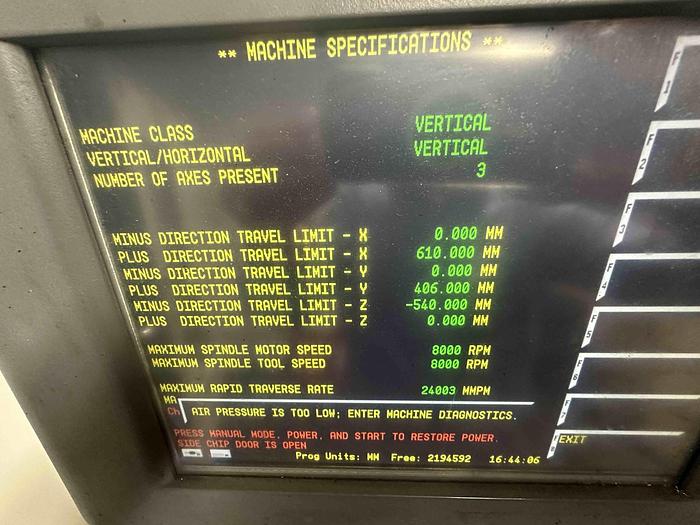 ** MACHINE SPECIFICATIONS **
MACHINE CLASS VERTICAL
VERTICAL/HORIZONTAL VERTICAL
NUMBER OF AXES PRESENT 3
MINUS DIRECTION TRAVEL LIMIT - X 0.000 MM
PLUS DIRECTION TRAVEL LIMIT - X 610.000 MM
MINUS DIRECTION TRAVEL LIMIT - Y 0.000 MM
PLUS DIRECTION TRAVEL LIMIT - Y 406.000 MM
MINUS DIRECTION TRAVEL LIMIT - Z -540.000 MM
PLUS DIRECTION TRAVEL LIMIT - Z 0.000 MM
MAXIMUM SPINDLE MOTOR SPEED 8000 RPM
MAXIMUM SPINDLE TOOL SPEED 8000 RPM
MAXIMUM RAPID TRAVERSE RATE 24003 MMPM
MA
Ch
AIR PRESSURE IS TOO LOW; ENTER MACHINE DIAGNOSTICS.
PRESS MANUAL MODE, POWER, AND START TO RESTORE POWER.
SIDE CHIP DOOR IS OPEN
Prog Units: MM Free: 2194592 16:44:06
F1
F2
F3
F4
F5
F6
EXIT